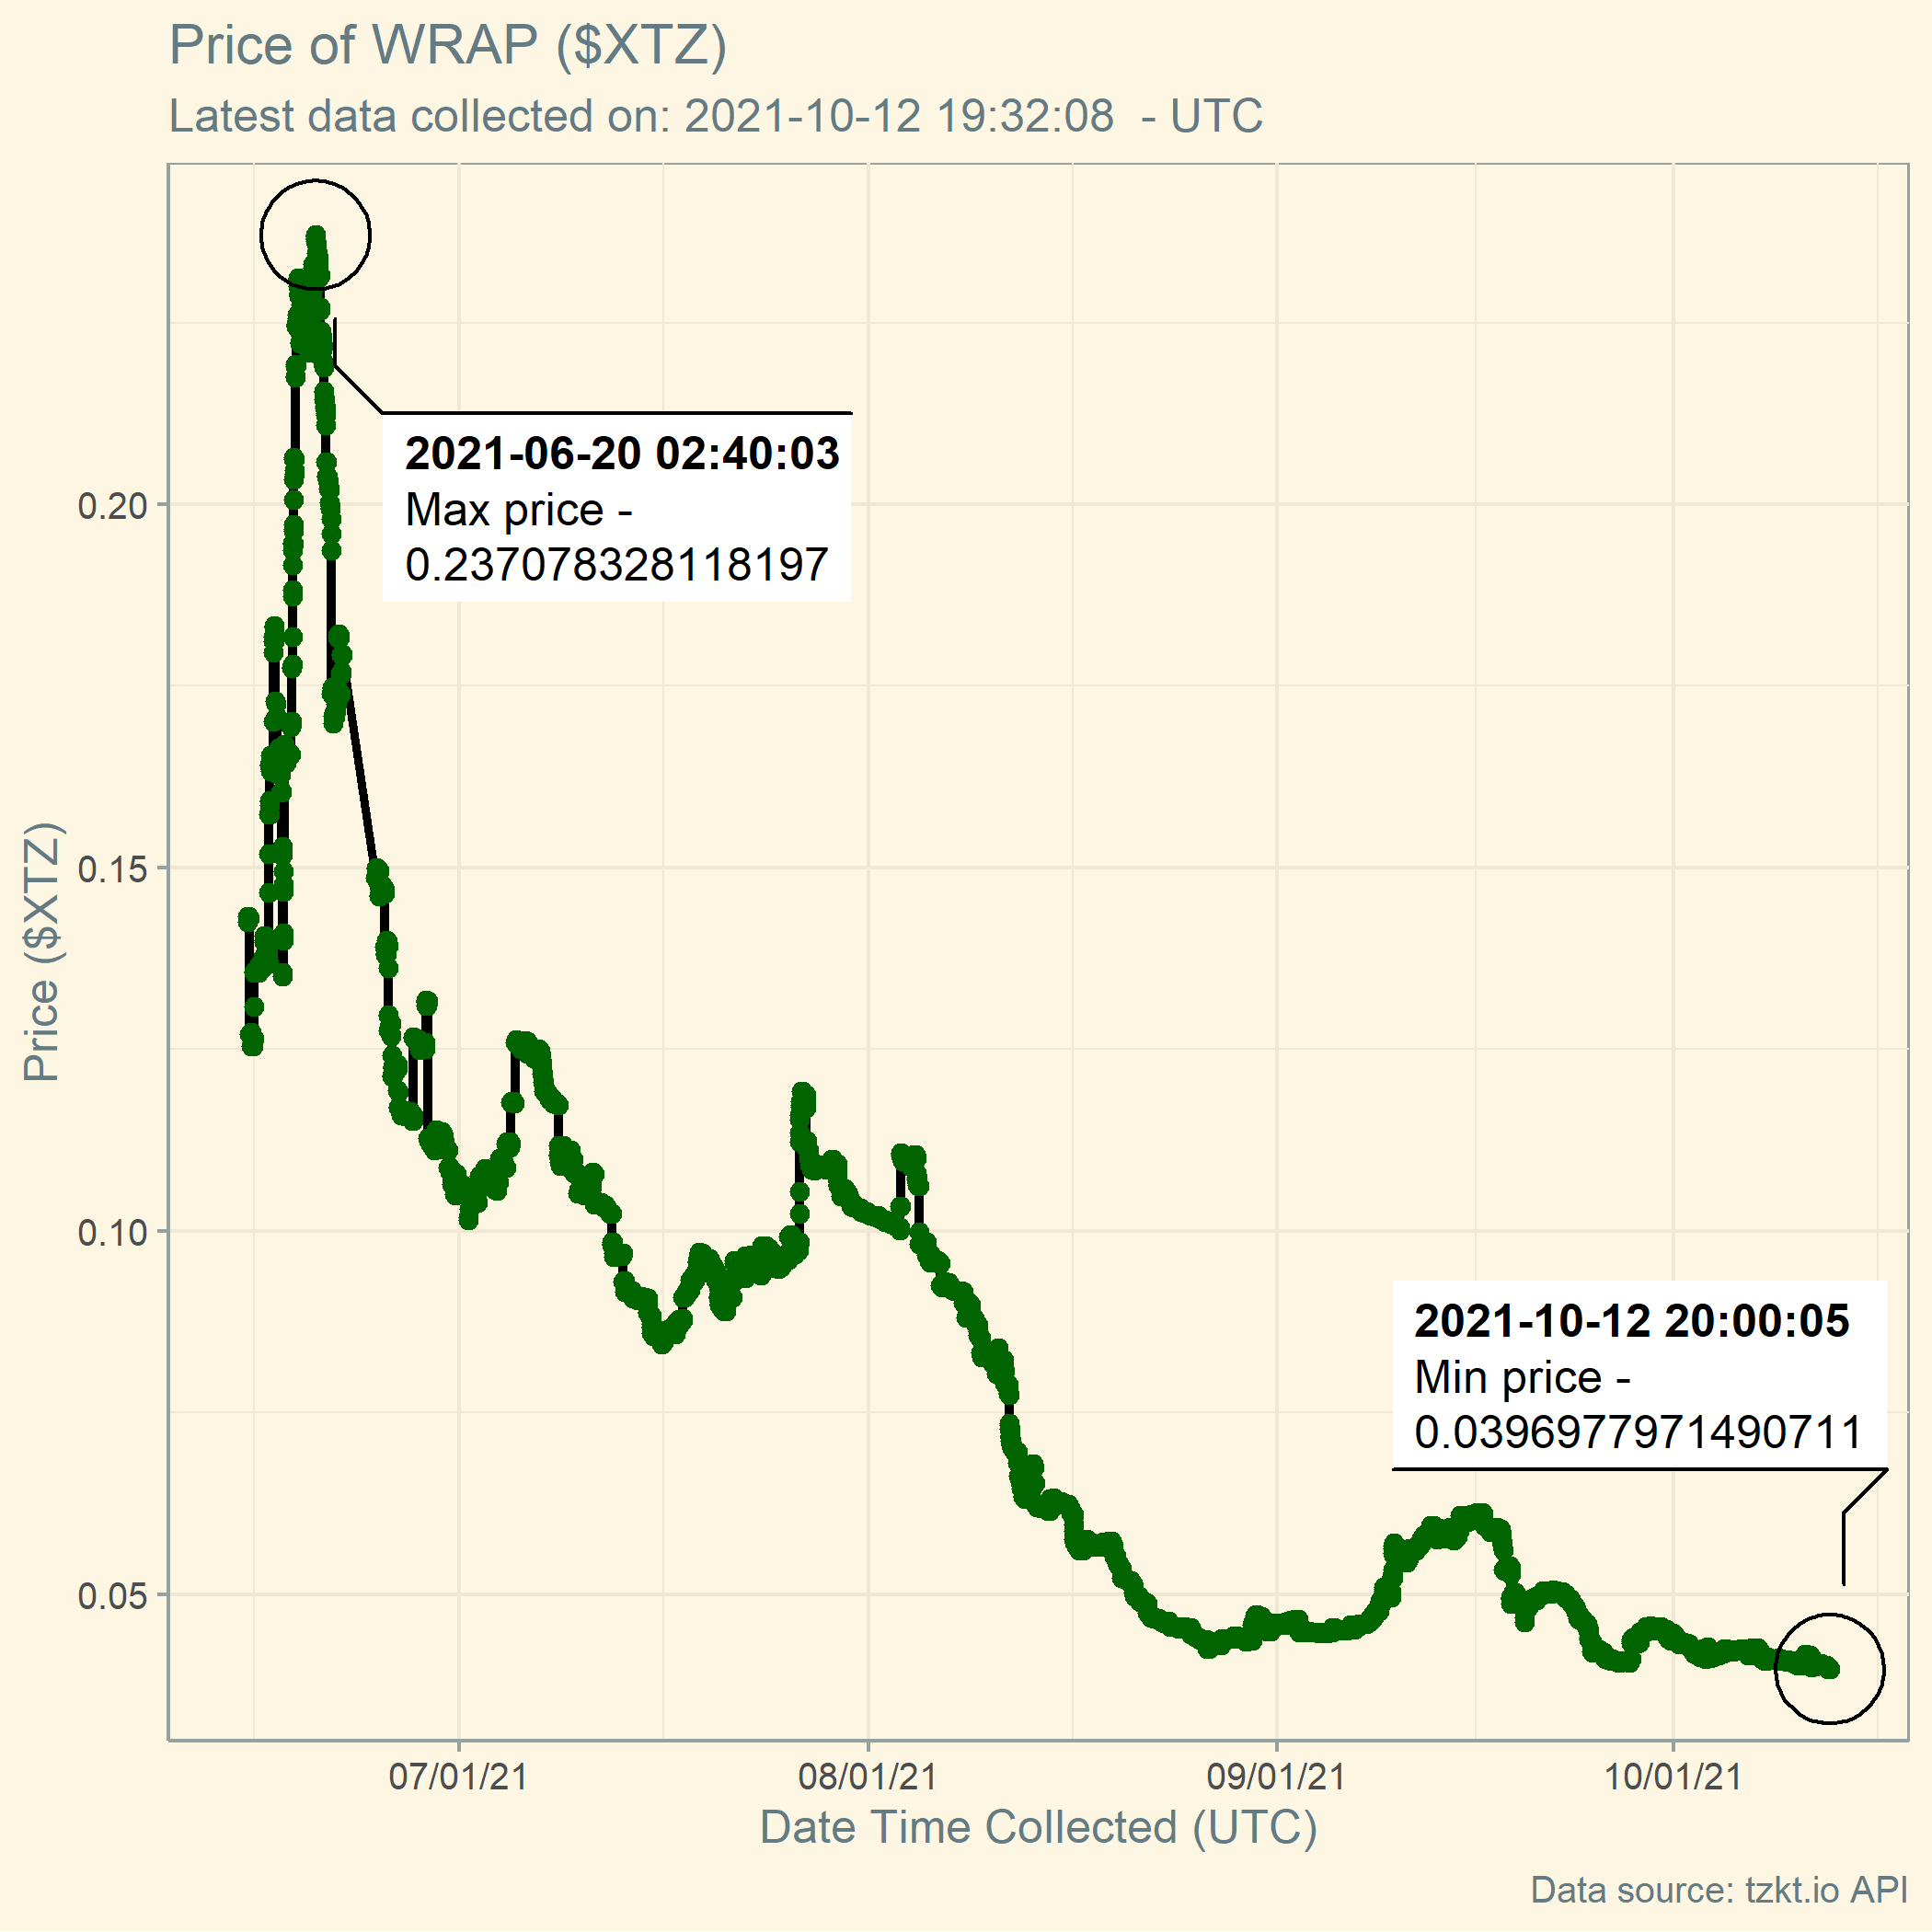 Price of WRAP ($XTZ)
Latest data collected on: 2021-10-12 19:32:08  - UTC
2021-06-20 02:40:03
Max price -
0.237078328118197
2021-10-12 20:00:05
Min price -
0.0396977971490711
Price ($XTZ)
0.20
0.15
0.10
0.05
07/01/21
08/01/21
09/01/21
10/01/21
Date Time Collected (UTC)
Data source: tzkt.io API